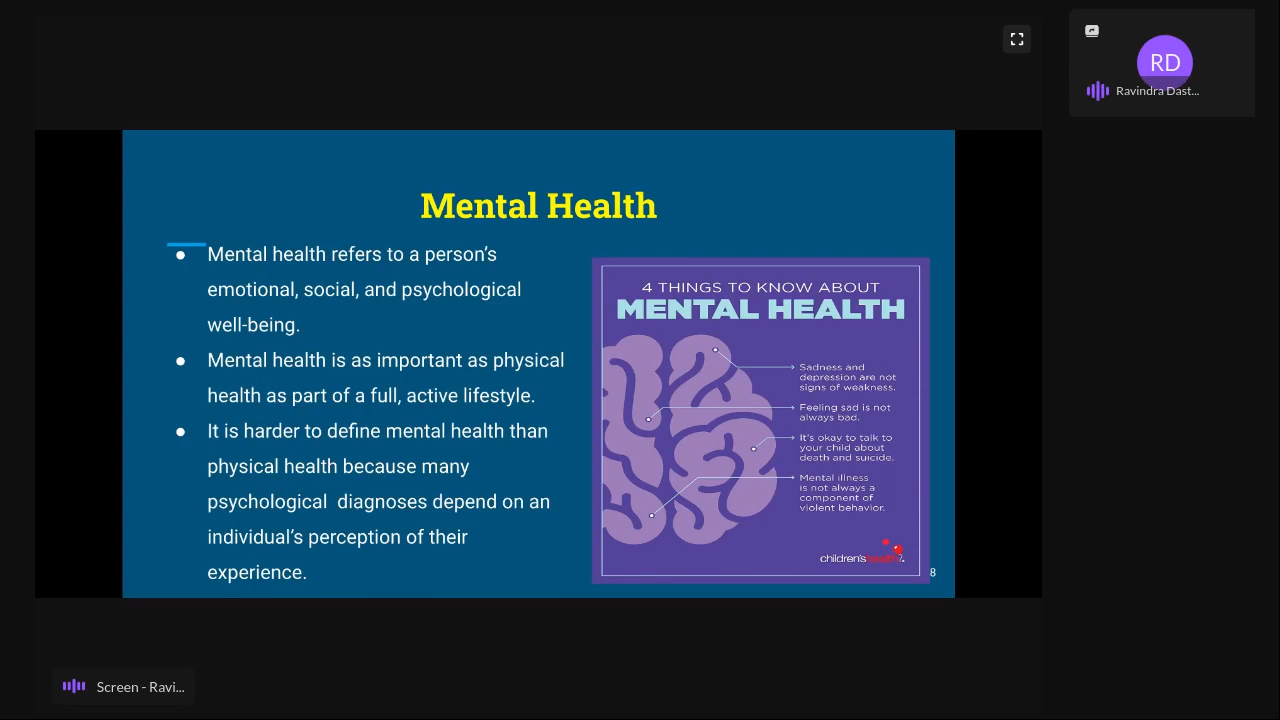 RD
Ravindra Dast...
Mental Health
● Mental health refers to a person’s
emotional, social, and psychological
well-being.
● Mental health is as important as physical
health as part of a full, active lifestyle.
● It is harder to define mental health than
physical health because many
psychological diagnoses depend on an
individual’s perception of their
experience.
4 THINGS TO KNOW ABOUT
MENTAL HEALTH
Sadness and
depression are not
signs of weakness.
Feeling sad is not
always bad.
It's okay to talk to
your child about
death and suicide.
Mental illness
is not always a
component of
violent behavior.
children'shealth
8
Screen - Ravi...